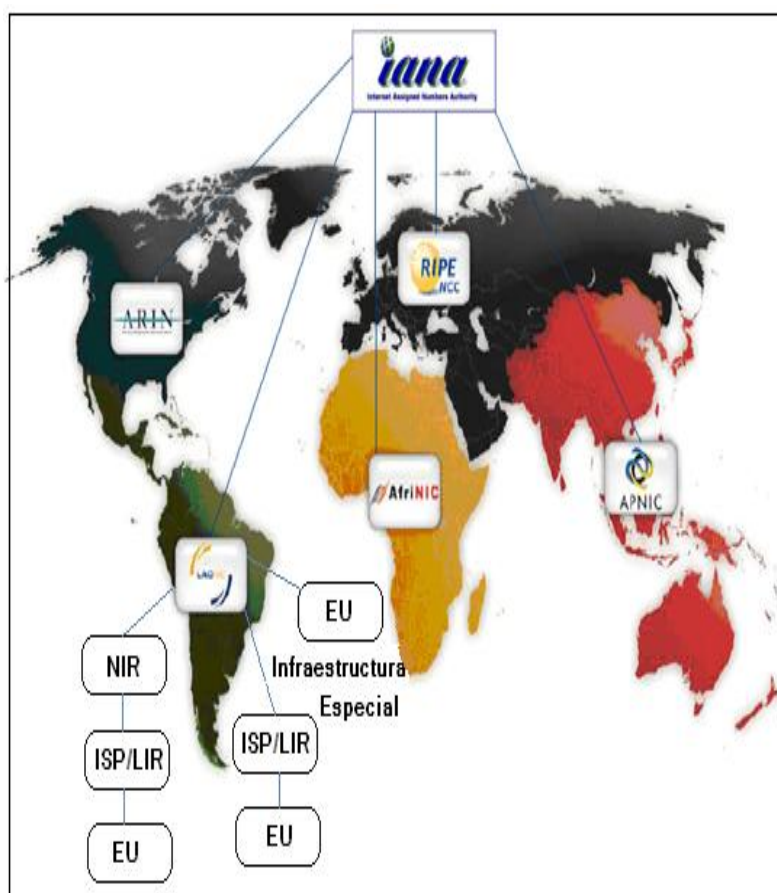 iana
Internet Assigned Numbers Authority
RIPE
NCC
ARIN
AfriNIC
APNIC
LACNIC
EU
NIR
Infraestructura
Especial
ISP/LIR
ISP/LIR
EU
EU